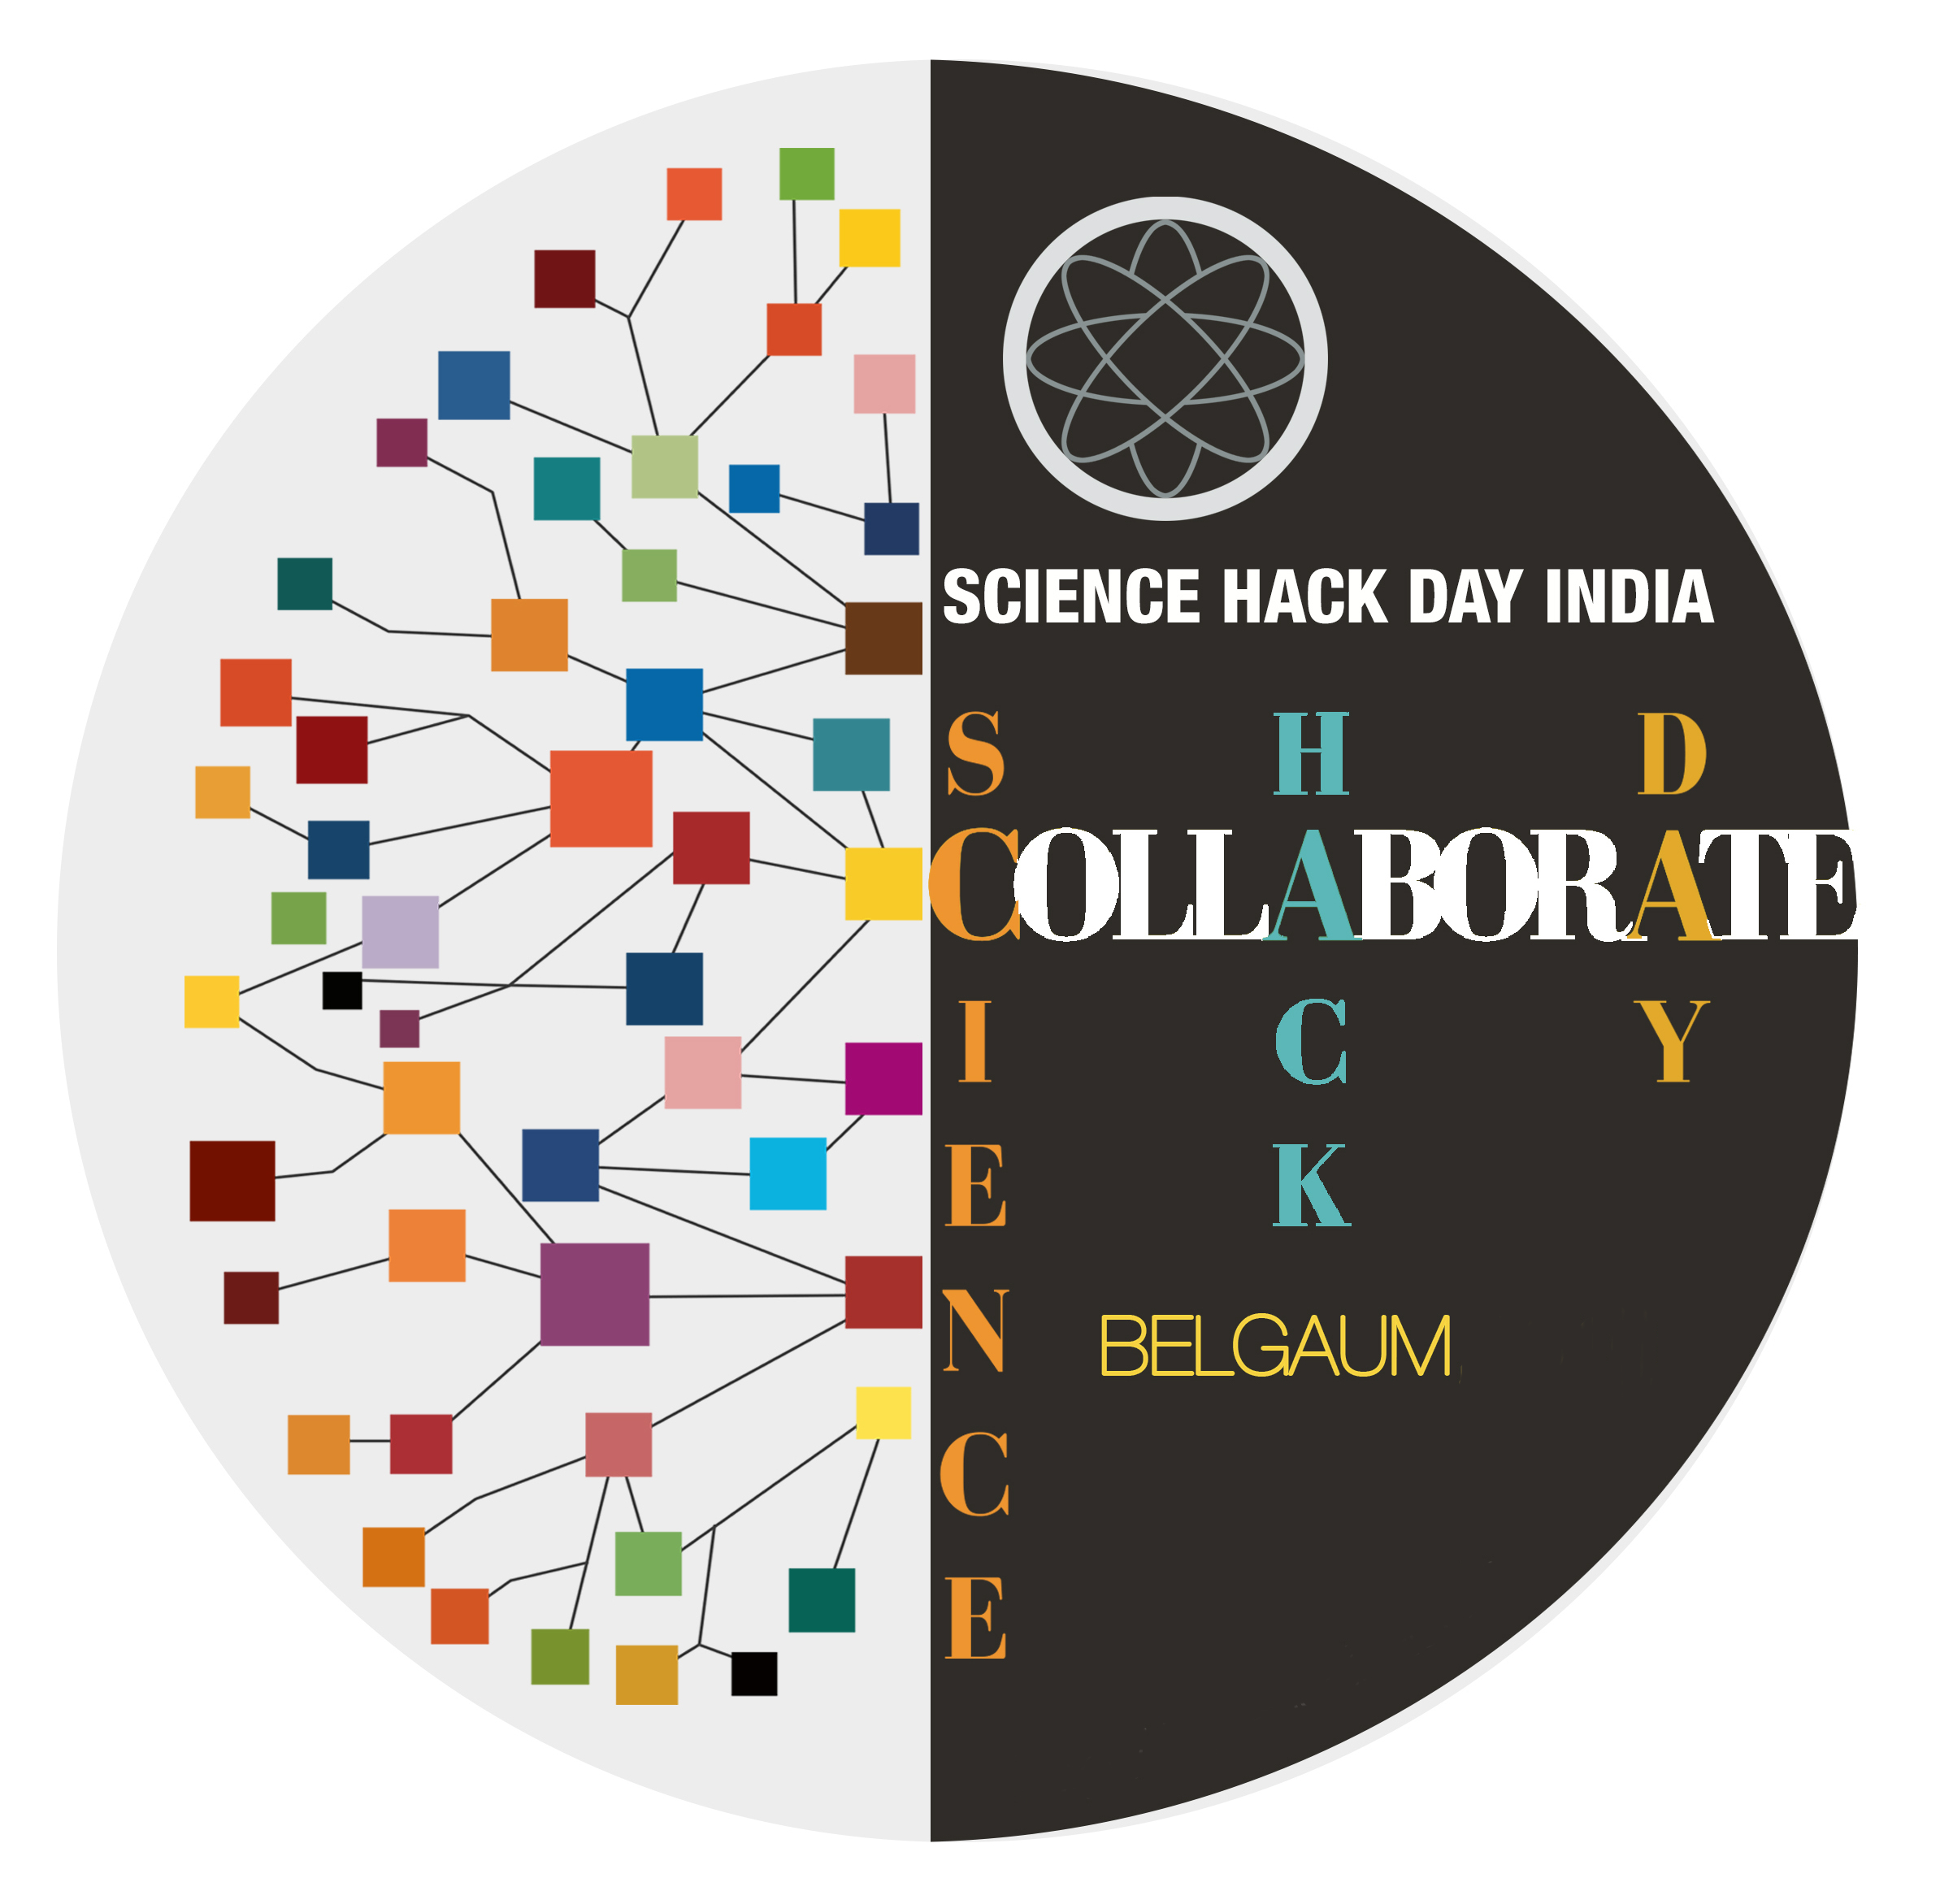 SCIENCE HACK DAY INDIA
S H D
COLLABORATE
I C Y
E K
N BELGAUM
C
E